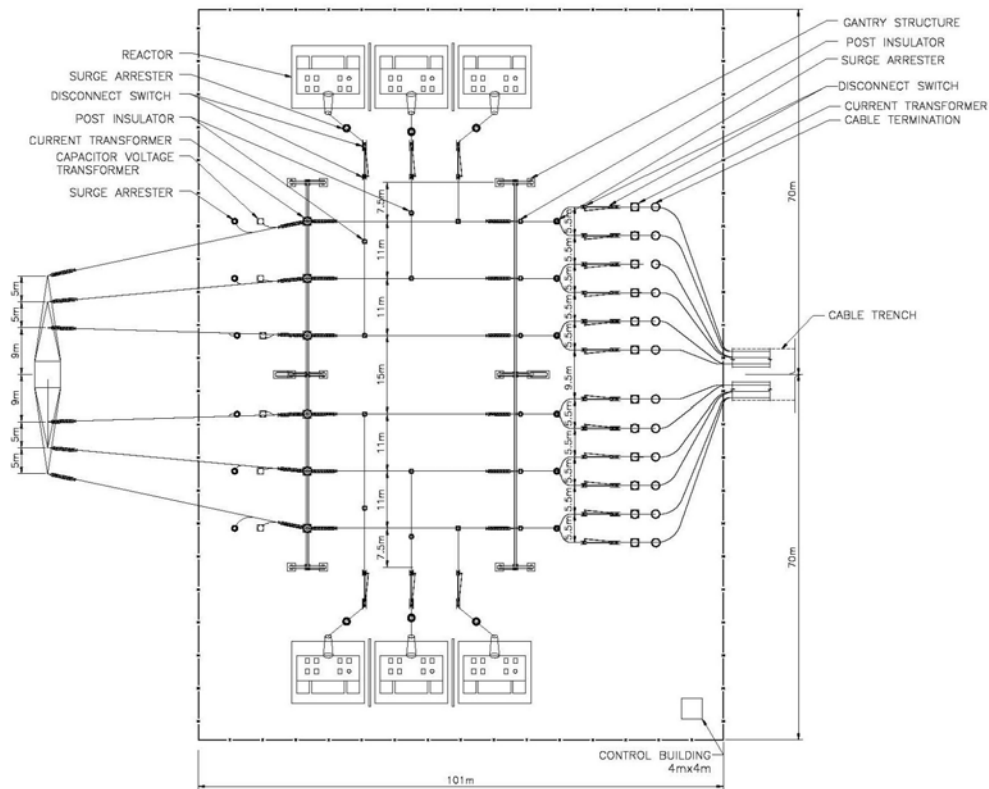 REACTOR
SURGE ARRESTER
DISCONNECT SWITCH
POST INSULATOR
CURRENT TRANSFORMER
CAPACITOR VOLTAGE
TRANSFORMER
SURGE ARRESTER
GANTRY STRUCTURE
POST INSULATOR
SURGE ARRESTER
DISCONNECT SWITCH
CURRENT TRANSFORMER
CABLE TERMINATION
70m
7.5m
11m
11m
15m
11m
11m
7.5m
5.5m
5.5m
5.5m
5.5m
5.5m
9.5m
5.5m
5.5m
5.5m
5.5m
5.5m
5m
5m
9m
9m
5m
5m
CABLE TRENCH
70m
CONTROL BUILDING
4mx4m
101m